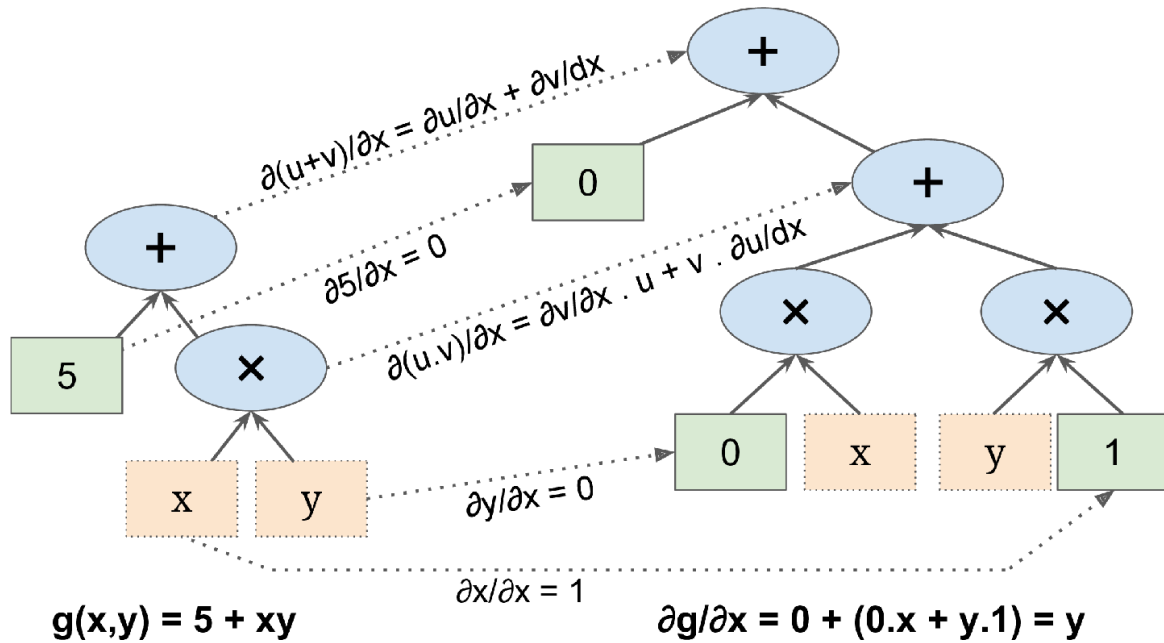 +
∂(u+v)/∂x = ∂u/∂x + ∂v/dx
0
+
+
∂5/∂x = 0
∂(u.v)/∂x = ∂v/∂x . u + v . ∂u/dx
×
×
5
×
0
x
y
1
x
y
∂y/∂x = 0
∂x/∂x = 1
g(x,y) = 5 + xy
∂g/∂x = 0 + (0.x + y.1) = y